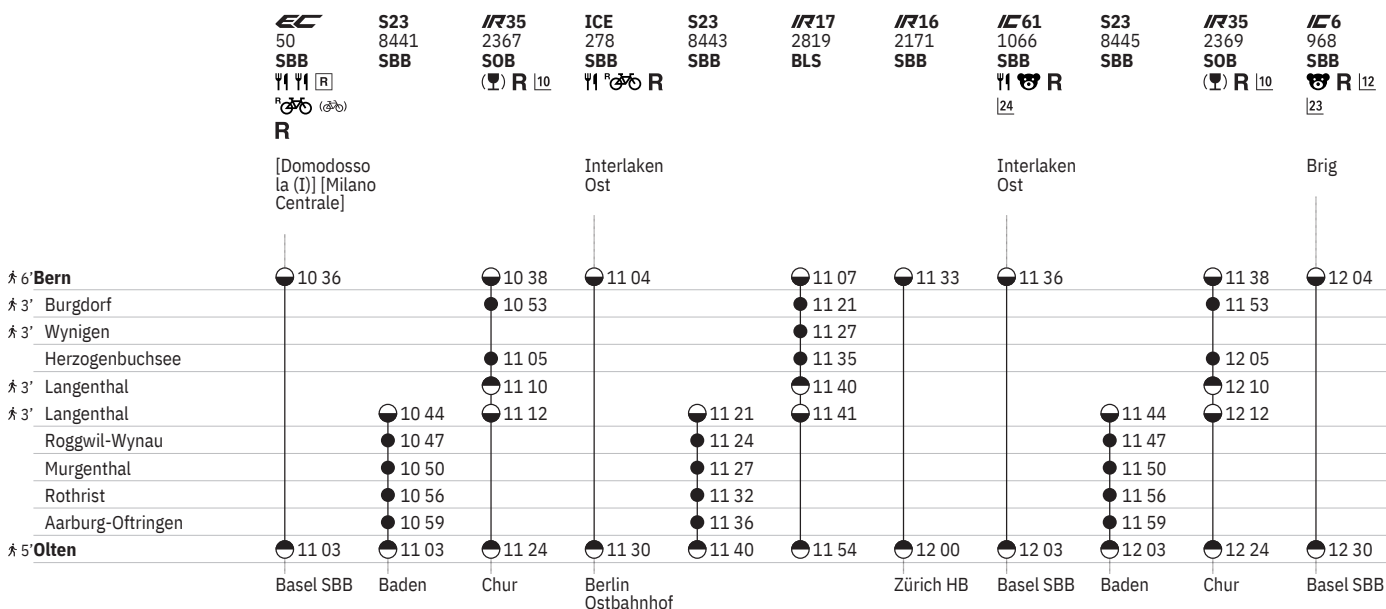 EC S23 IR35 ICE S23 IR17 IR16 IC61 S23 IR35 IC6
50 8441 2367 278 8443 2819 2171 1066 8445 2369 968
SBB SBB SOB SBB SBB BLS SBB SBB SBB SOB SBB
R ( ) R 10 R R R ( ) R 10 R 12
R ( ) 24 23
R
[Domodosso Interlaken Interlaken Brig
la (I)] [Milano Ost Ost
Centrale]
6' Bern 10 36 10 38 11 04 11 07 11 33 11 36 11 38 12 04
3' Burgdorf 10 53 11 21 11 53
3' Wynigen 11 27
Herzogenbuchsee 11 05 11 35 12 05
3' Langenthal 11 10 11 40 12 10
3' Langenthal 10 44 11 12 11 21 11 41 11 44 12 12
Roggwil-Wynau 10 47 11 24 11 47
Murgenthal 10 50 11 27 11 50
Rothrist 10 56 11 32 11 56
Aarburg-Oftringen 10 59 11 36 11 59
5' Olten 11 03 11 03 11 24 11 30 11 40 11 54 12 00 12 03 12 03 12 24 12 30
Basel SBB Baden Chur Berlin Zürich HB Basel SBB Baden Chur Basel SBB
Ostbahnhof